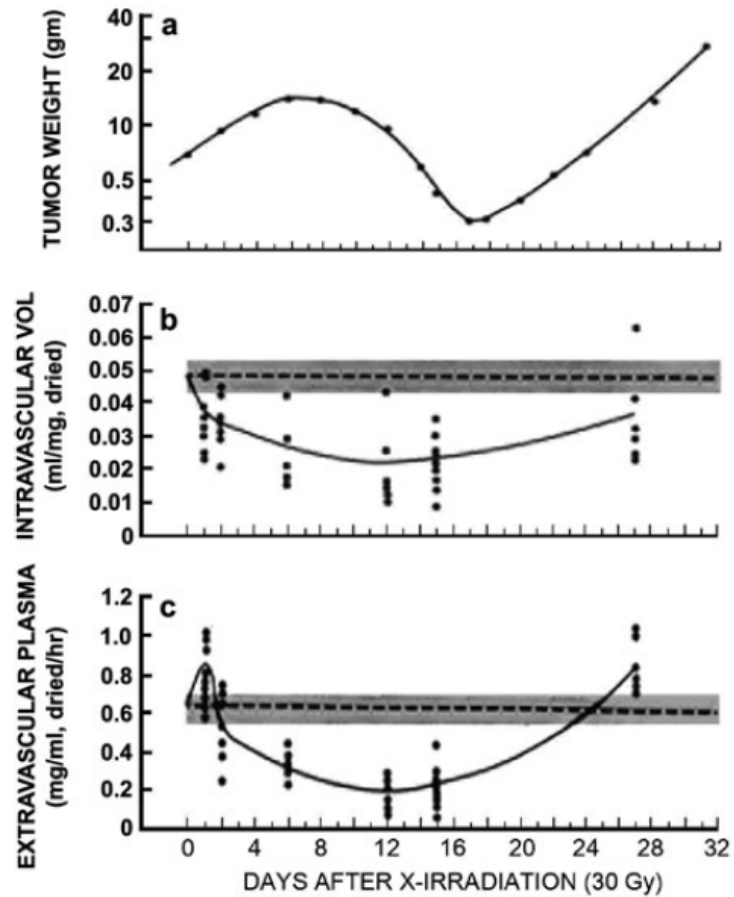 a
TUMOR WEIGHT (gm)
40
20
10
0.5
0.3
b
INTRAVASCULAR VOL
(ml/mg, dried)
0.07
0.06
0.05
0.04
0.03
0.02
0.01
0
c
EXTRAVASCULAR PLASMA
(mg/ml, dried/hr)
1.2
1.0
0.8
0.6
0.4
0.2
0
0 4 8 12 16 20 24 28 32
DAYS AFTER X-IRRADIATION (30 Gy)